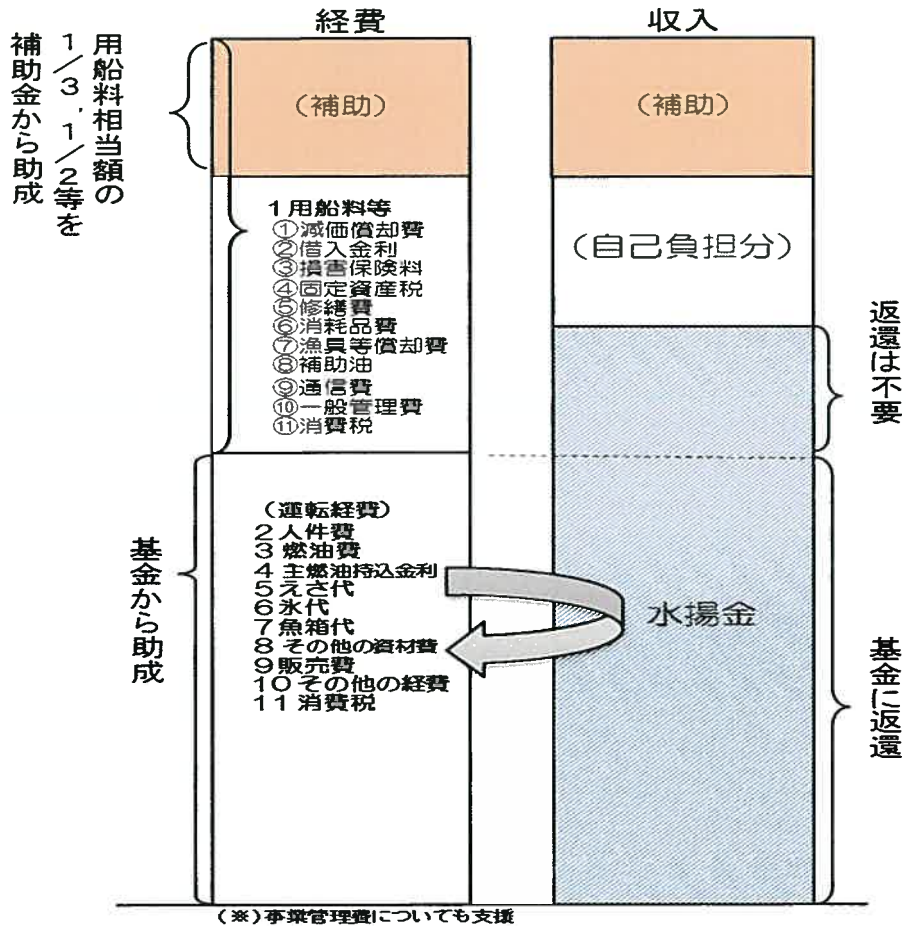 経費
収入
用船料相当額の
1/3,1/2等を
補助金から助成
(補助)
(補助)
1用船料等
①減価償却費
②借入金利
③損害保険料
④固定資産税
⑤修繕費
⑥消耗品費
⑦漁具等償却費
⑧補助油
⑨通信費
⑩一般管理費
⑪消費税
(自己負担分)
返還は不要
基金から助成
(運転経費)
2人件費
3燃油費
4主燃油持込金利
5えさ代
6氷代
7魚箱代
8その他の資材費
9販売費
10その他の経費
11消費税
水揚金
基金に返還
(※)事業管理費についても支援